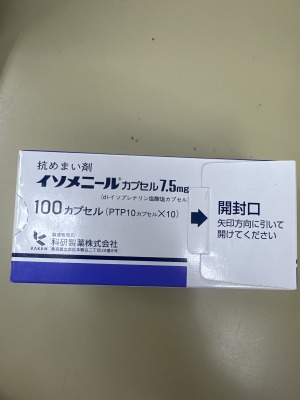 抗めまい剤
イソメニール®カプセル7.5mg
(dl-イソプレナリン塩酸塩カプセル)
100カプセル(PTP10カプセル×10)
開封口
矢印方向に引いて
開けてください
KAKEN
科研製薬株式会社